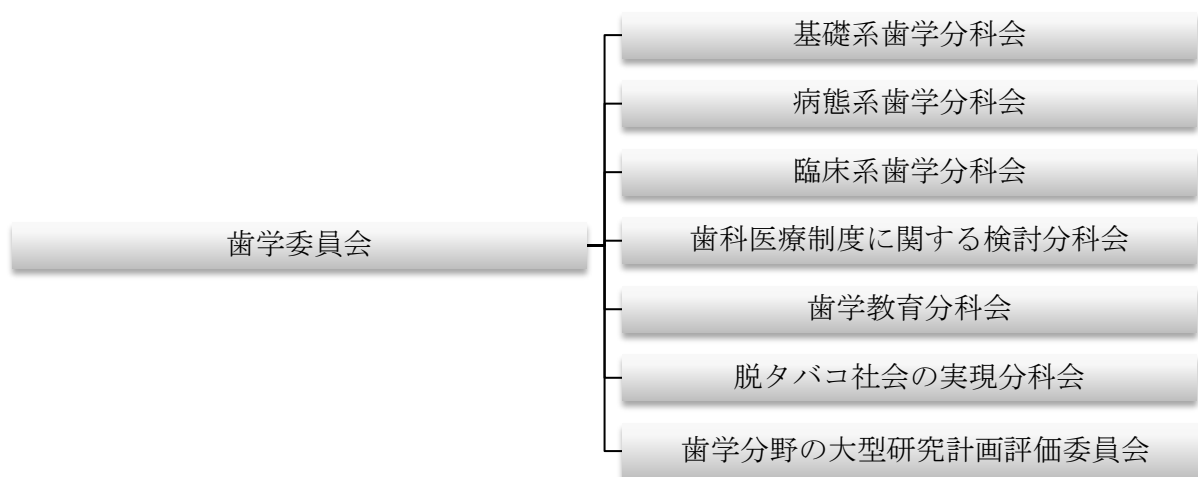 歯学委員会
基礎系歯学分科会
病態系歯学分科会
臨床系歯学分科会
歯科医療制度に関する検討分科会
歯学教育分科会
脱タバコ社会の実現分科会
歯学分野の大型研究計画評価委員会